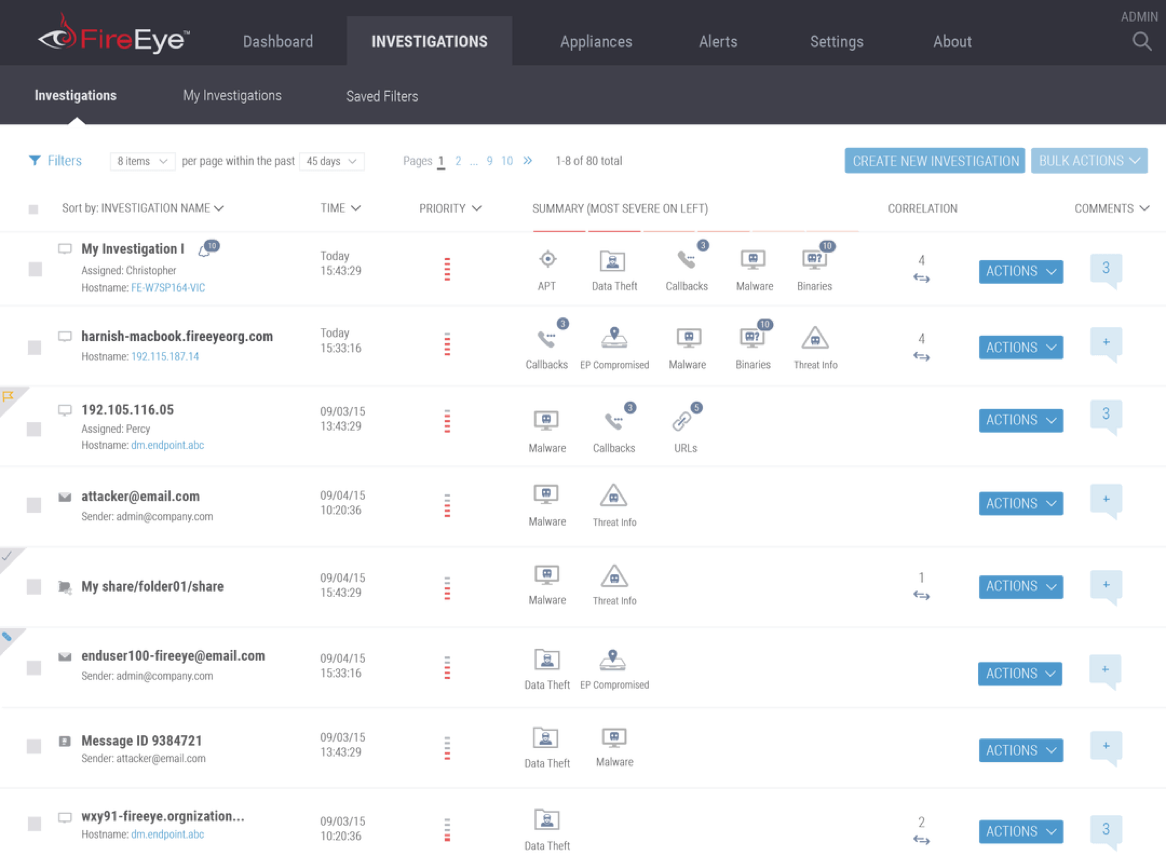 ADMIN
FireEye™
Dashboard
INVESTIGATIONS
Appliances
Alerts
Settings
About
Investigations
My Investigations
Saved Filters
Filters
8 items
per page within the past
45 days
Pages 1 2 ... 9 10 »
1-8 of 80 total
CREATE NEW INVESTIGATION
BULK ACTIONS
Sort by: INVESTIGATION NAME
TIME
PRIORITY
SUMMARY (MOST SEVERE ON LEFT)
CORRELATION
COMMENTS
My Investigation I
10
Assigned: Christopher
Hostname: FE-W7SP164-VIC
Today
15:43:29
APT
Data Theft
3
Callbacks
Malware
10
Binaries
4
ACTIONS
3
harnish-macbook.fireeyeorg.com
Hostname: 192.115.187.14
Today
15:33:16
3
Callbacks
EP Compromised
Malware
10
Binaries
Threat Info
4
ACTIONS
+
192.105.116.05
Assigned: Percy
Hostname: dm.endpoint.abc
09/03/15
13:43:29
Malware
3
Callbacks
5
URLs
ACTIONS
3
attacker@email.com
Sender: admin@company.com
09/04/15
10:20:36
Malware
Threat Info
ACTIONS
+
My share/folder01/share
09/04/15
15:43:29
Malware
Threat Info
1
ACTIONS
+
enduser100-fireeye@email.com
Sender: admin@company.com
09/04/15
15:33:16
Data Theft
EP Compromised
ACTIONS
+
Message ID 9384721
Sender: attacker@email.com
09/03/15
13:43:29
Data Theft
Malware
ACTIONS
+
wxy91-fireeye.orgnization...
Hostname: dm.endpoint.abc
09/03/15
10:20:36
Data Theft
2
ACTIONS
3